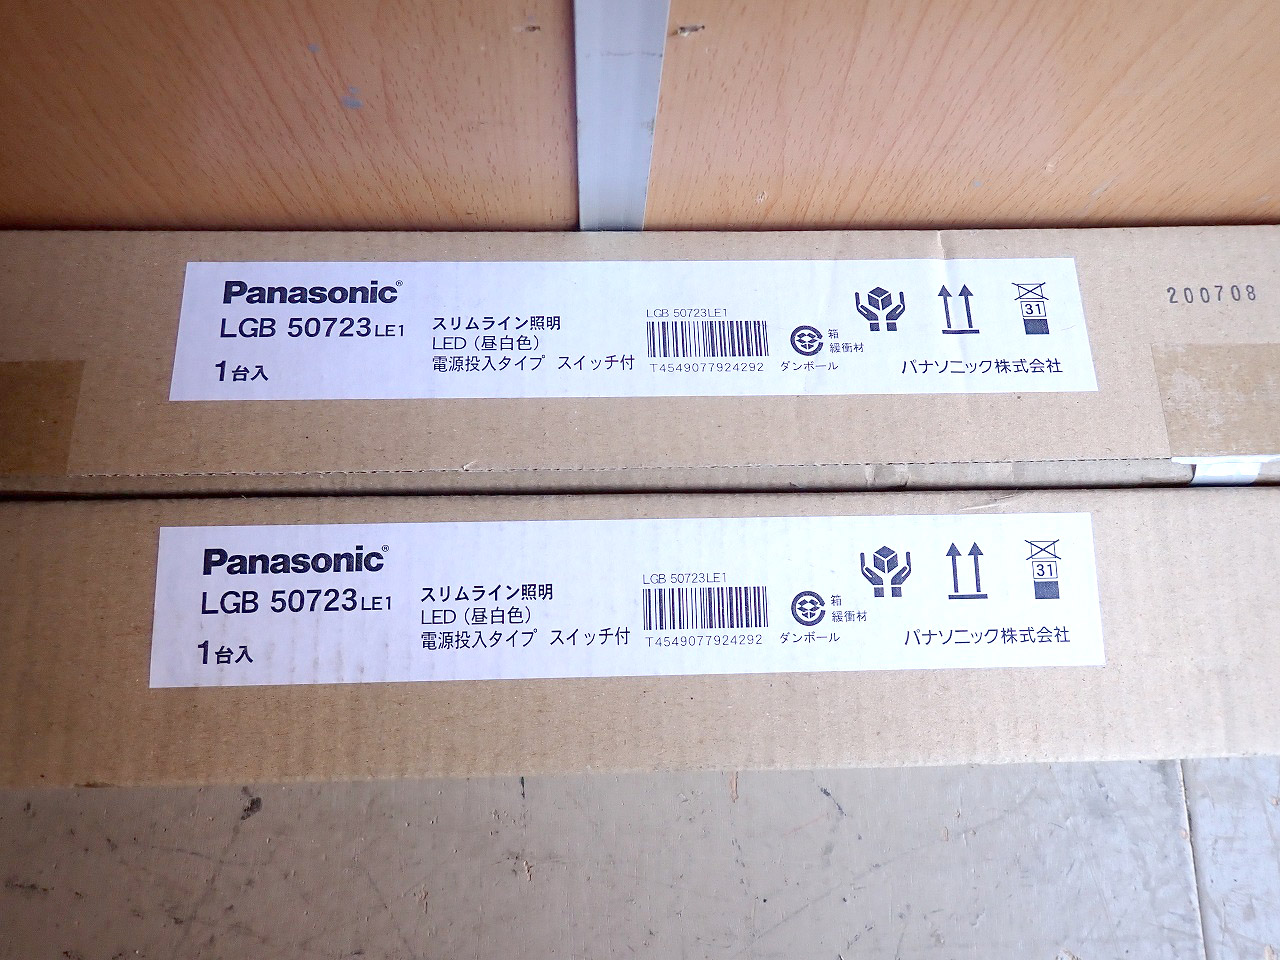 Panasonic®
LGB 50723LE1
1台入
スリムライン照明
LED（昼白色）
電源投入タイプ スイッチ付
LGB 50723LE1
T4549077924292
箱
緩衝材
ダンボール
31
パナソニック株式会社
200708
Panasonic®
LGB 50723LE1
1台入
スリムライン照明
LED（昼白色）
電源投入タイプ スイッチ付
LGB 50723LE1
T4549077924292
箱
緩衝材
ダンボール
31
パナソニック株式会社